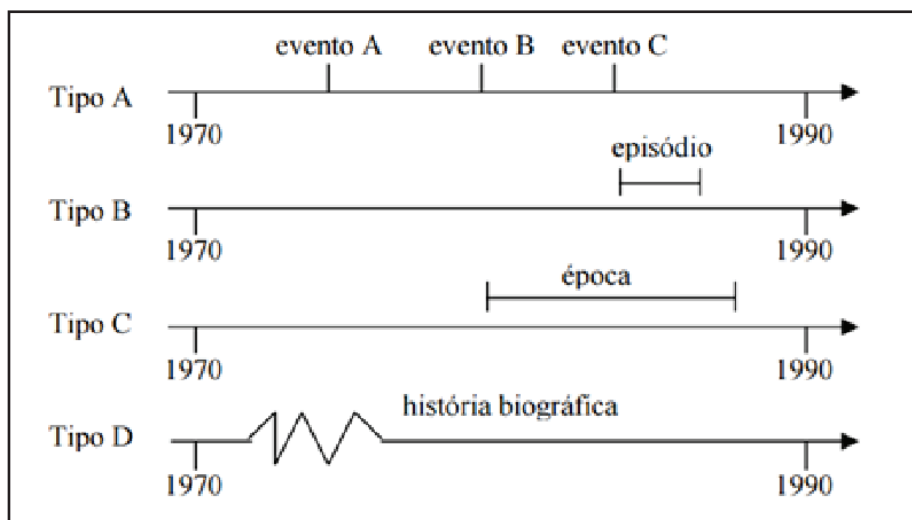 evento A evento B evento C
Tipo A
1970 1990
episódio
Tipo B
1970 1990
época
Tipo C
1970 1990
história biográfica
Tipo D
1970 1990